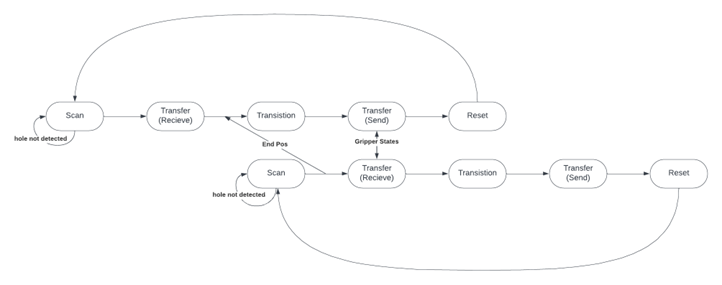 Scan
Transfer
(Recieve)
Transistion
Transfer
(Send)
Reset
hole not detected
End Pos
Gripper States
Scan
Transfer
(Recieve)
Transistion
Transfer
(Send)
Reset
hole not detected